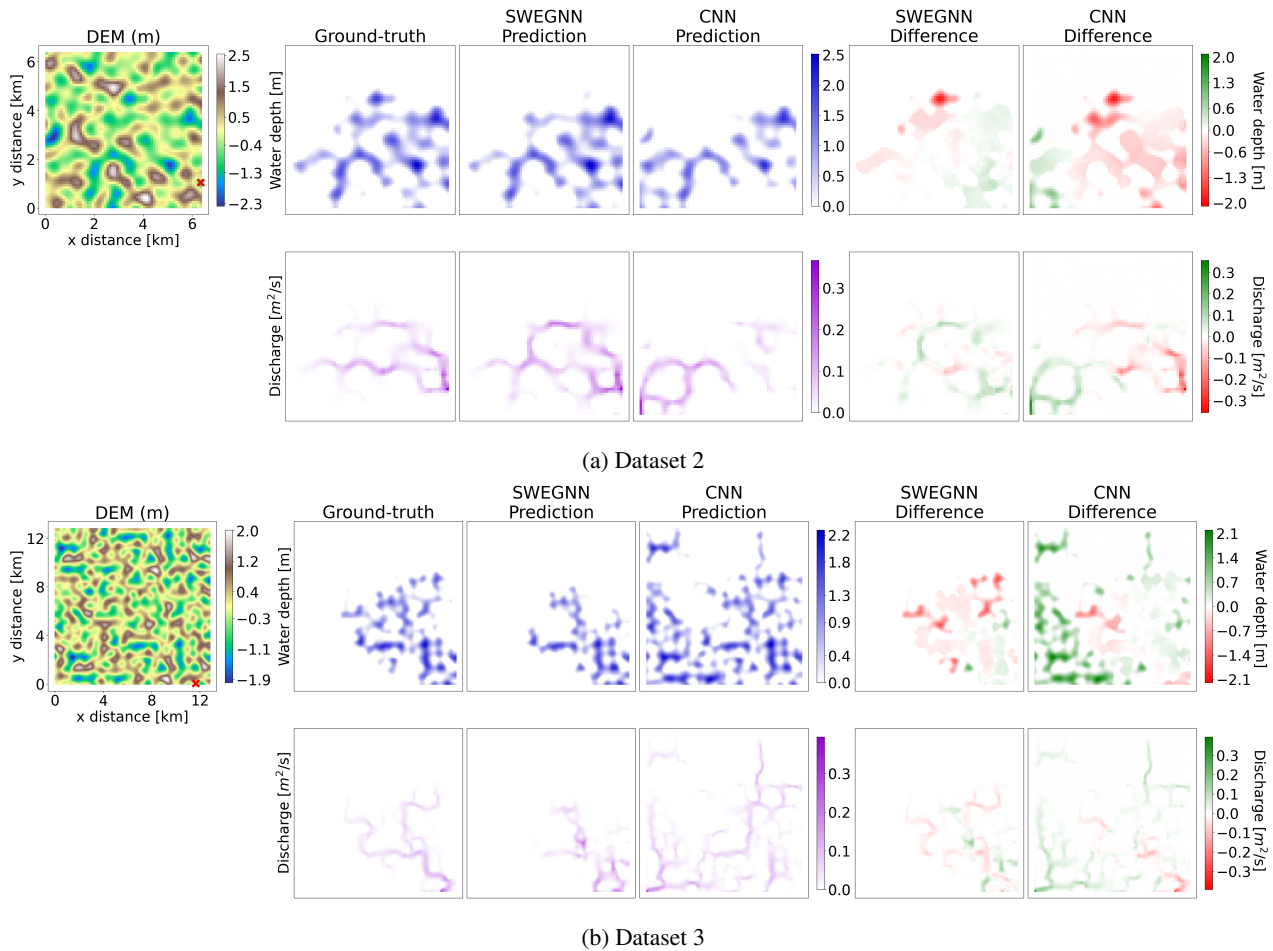 DEM (m)
Ground-truth
SWEGNN
Prediction
CNN
Prediction
SWEGNN
Difference
CNN
Difference
y distance [km]
6
4
2
0
0
2
4
6
x distance [km]
2.5
1.5
0.5
−0.4
−1.3
−2.3
Water depth [m]
2.5
2.0
1.5
1.0
0.5
0.0
2.0
1.3
0.6
0.0
−0.6
−1.3
−2.0
Water depth [m]
Discharge [m²/s]
0.3
0.2
0.1
0.0
0.3
0.2
0.1
0.0
−0.1
−0.2
−0.3
Discharge [m²/s]
(a) Dataset 2
DEM (m)
Ground-truth
SWEGNN
Prediction
CNN
Prediction
SWEGNN
Difference
CNN
Difference
y distance [km]
12
8
4
0
0
4
8
12
x distance [km]
2.0
1.2
0.4
−0.3
−1.1
−1.9
Water depth [m]
2.2
1.8
1.3
0.9
0.4
0.0
2.1
1.4
0.7
0.0
−0.7
−1.4
−2.1
Water depth [m]
Discharge [m²/s]
0.3
0.2
0.1
0.0
0.3
0.2
0.1
0.0
−0.1
−0.2
−0.3
Discharge [m²/s]
(b) Dataset 3